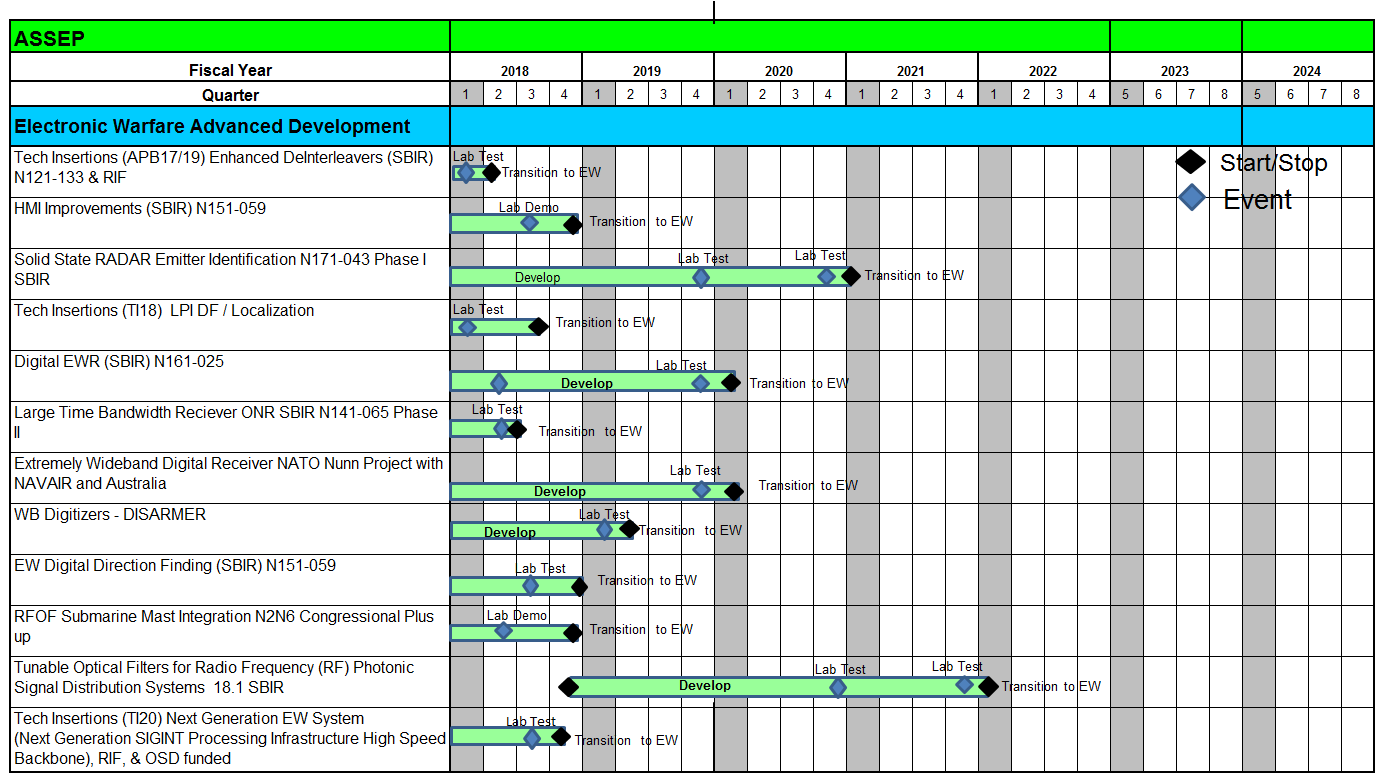 ASSEP
Fiscal Year 2018 2019 2020 2021 2022 2023 2024
Quarter 1 2 3 4 1 2 3 4 1 2 3 4 1 2 3 4 1 2 3 4 5 6 7 8 5 6 7 8
Electronic Warfare Advanced Development
Tech Insertions (APB17/19) Enhanced DeInterleavers (SBIR)
N121-133 & RIF
Lab Test
Transition to EW
Start/Stop
Event
HMI Improvements (SBIR) N151-059
Lab Demo
Transition to EW
Solid State RADAR Emitter Identification N171-043 Phase I
SBIR
Lab Test
Lab Test
Develop
Transition to EW
Tech Insertions (TI18) LPI DF / Localization
Lab Test
Transition to EW
Digital EWR (SBIR) N161-025
Lab Test
Develop
Transition to EW
Large Time Bandwidth Reciever ONR SBIR N141-065 Phase
II
Lab Test
Transition to EW
Extremely Wideband Digital Receiver NATO Nunn Project with
NAVAIR and Australia
Lab Test
Develop
Transition to EW
WB Digitizers - DISARMER
Lab Test
Develop
Transition to EW
EW Digital Direction Finding (SBIR) N151-059
Lab Test
Transition to EW
RFOF Submarine Mast Integration N2N6 Congressional Plus
up
Lab Demo
Transition to EW
Tunable Optical Filters for Radio Frequency (RF) Photonic
Signal Distribution Systems 18.1 SBIR
Lab Test
Lab Test
Develop
Transition to EW
Tech Insertions (TI20) Next Generation EW System
(Next Generation SIGINT Processing Infrastructure High Speed
Backbone), RIF, & OSD funded
Lab Test
Transition to EW